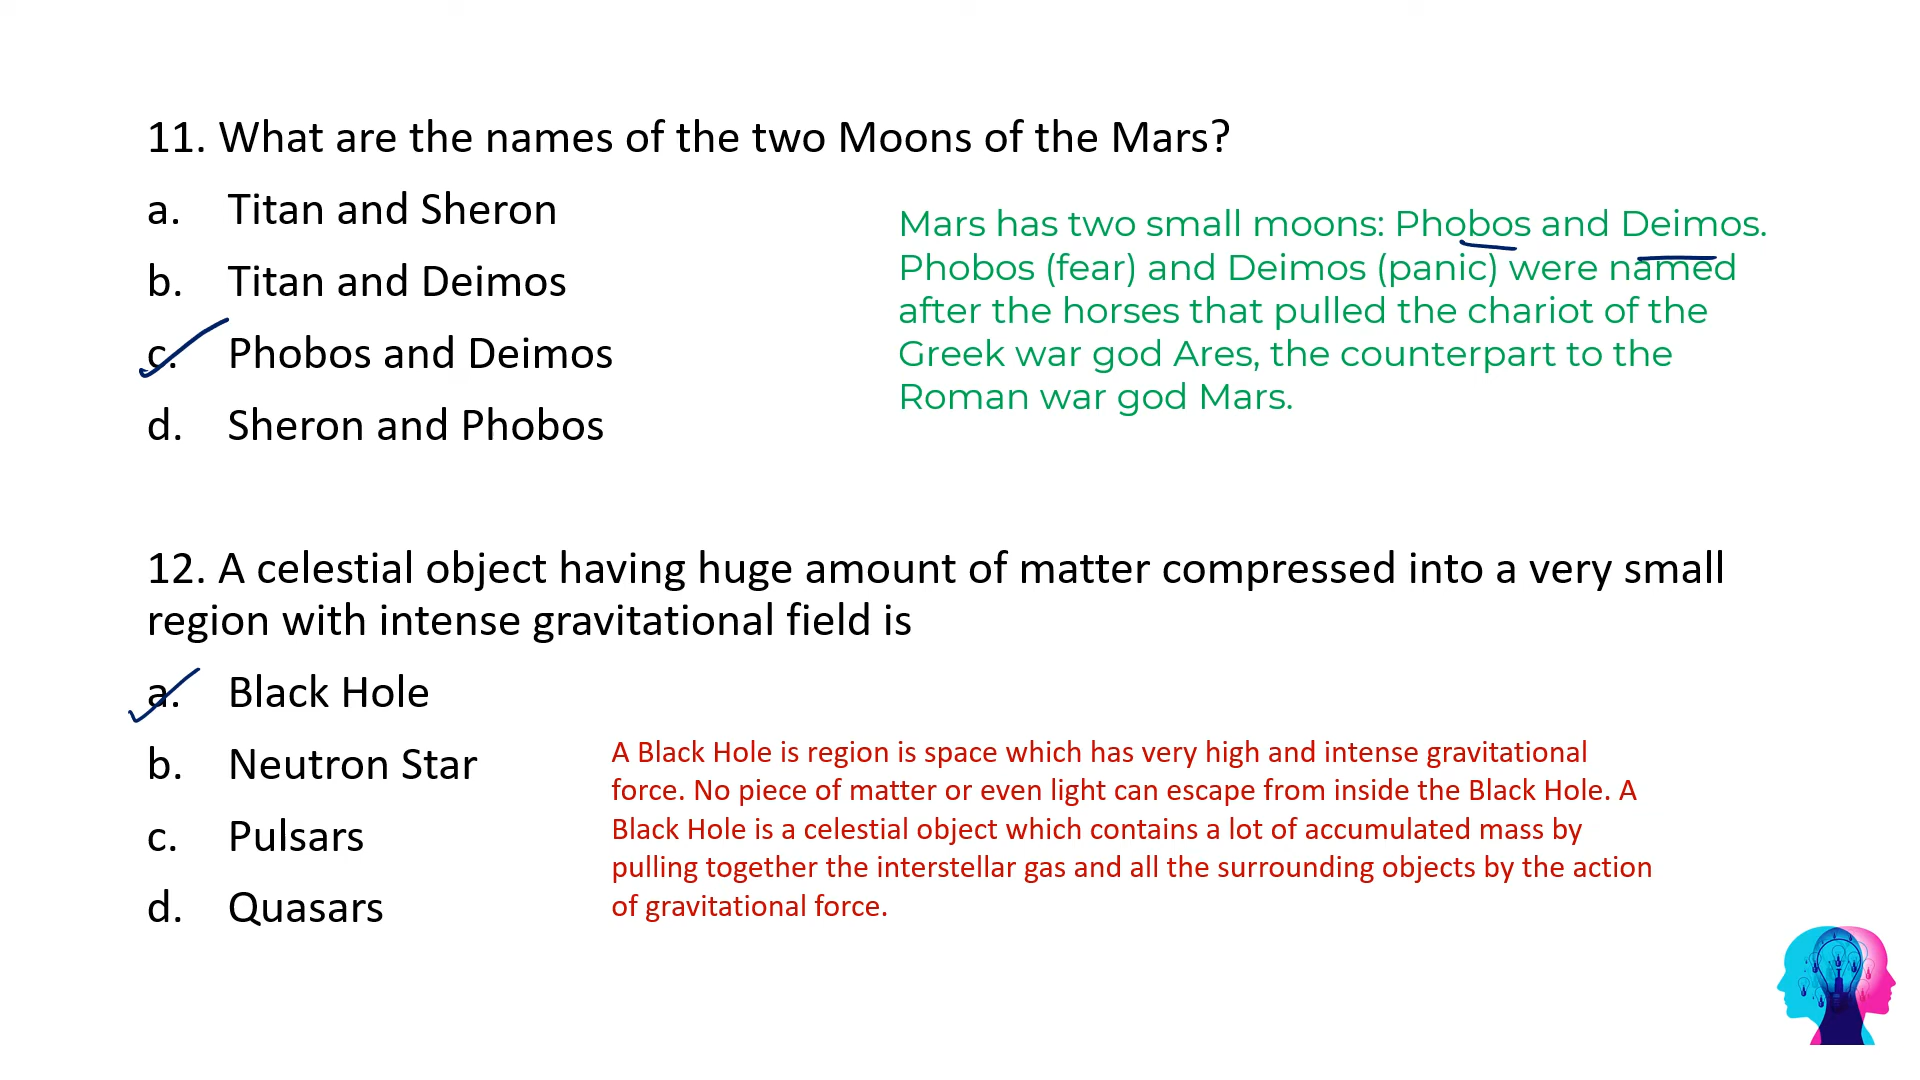 11. What are the names of the two Moons of the Mars?
a. Titan and Sheron
b. Titan and Deimos
c. Phobos and Deimos
d. Sheron and Phobos
Mars has two small moons: Phobos and Deimos.
Phobos (fear) and Deimos (panic) were named
after the horses that pulled the chariot of the
Greek war god Ares, the counterpart to the
Roman war god Mars.
12. A celestial object having huge amount of matter compressed into a very small
region with intense gravitational field is
a. Black Hole
b. Neutron Star
c. Pulsars
d. Quasars
A Black Hole is region is space which has very high and intense gravitational
force. No piece of matter or even light can escape from inside the Black Hole. A
Black Hole is a celestial object which contains a lot of accumulated mass by
pulling together the interstellar gas and all the surrounding objects by the action
of gravitational force.